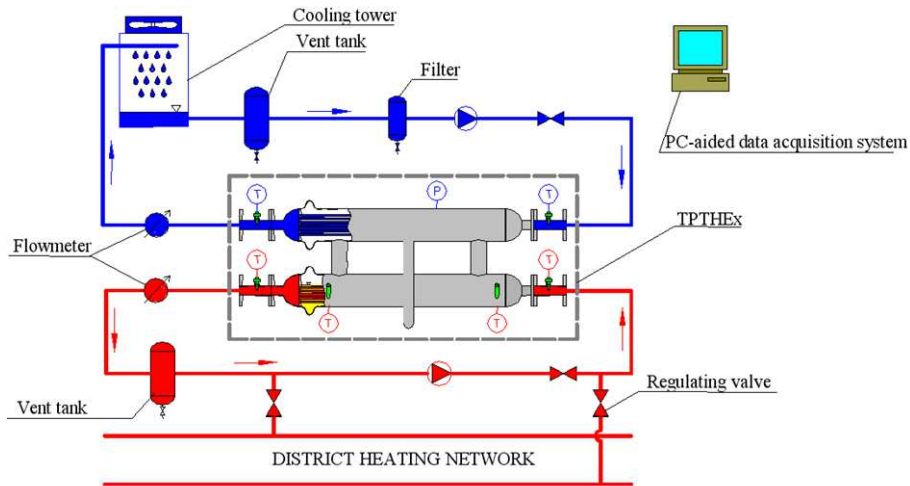 Cooling tower
Vent tank
Filter
PC-aided data acquisition system
T
P
T
TPTHEx
Flowmeter
T
T
T
T
Regulating valve
Vent tank
DISTRICT HEATING NETWORK